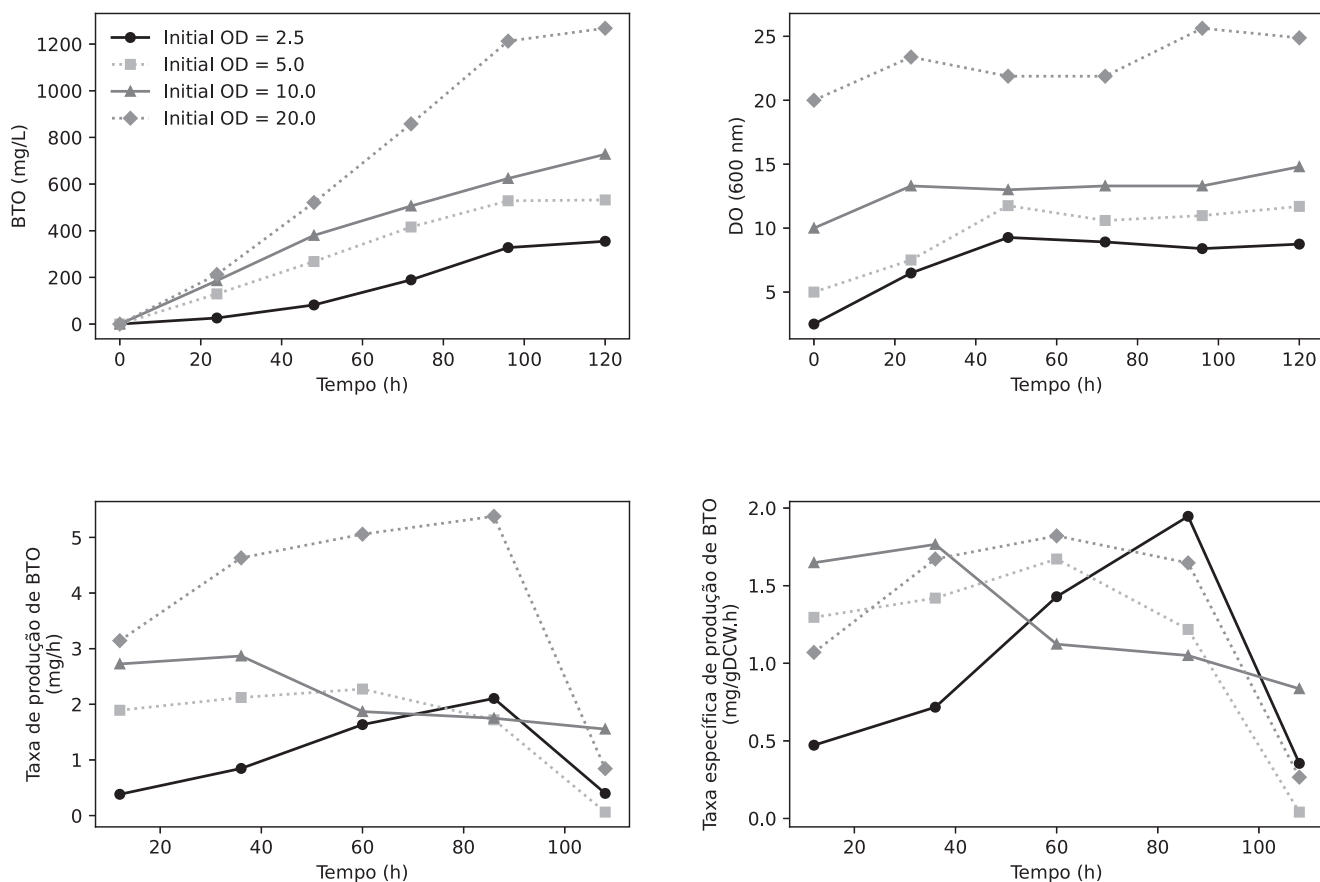 1200
1000
800
600
400
200
0
BTO (mg/L)
Initial OD = 2.5
Initial OD = 5.0
Initial OD = 10.0
Initial OD = 20.0
0 20 40 60 80 100 120
Tempo (h)
25
20
15
10
5
DO (600 nm)
0 20 40 60 80 100 120
Tempo (h)
5
4
3
2
1
0
Taxa de produção de BTO
(mg/h)
20 40 60 80 100
Tempo (h)
2.0
1.5
1.0
0.5
0.0
Taxa específica de produção de BTO
(mg/gDCW.h)
20 40 60 80 100
Tempo (h)